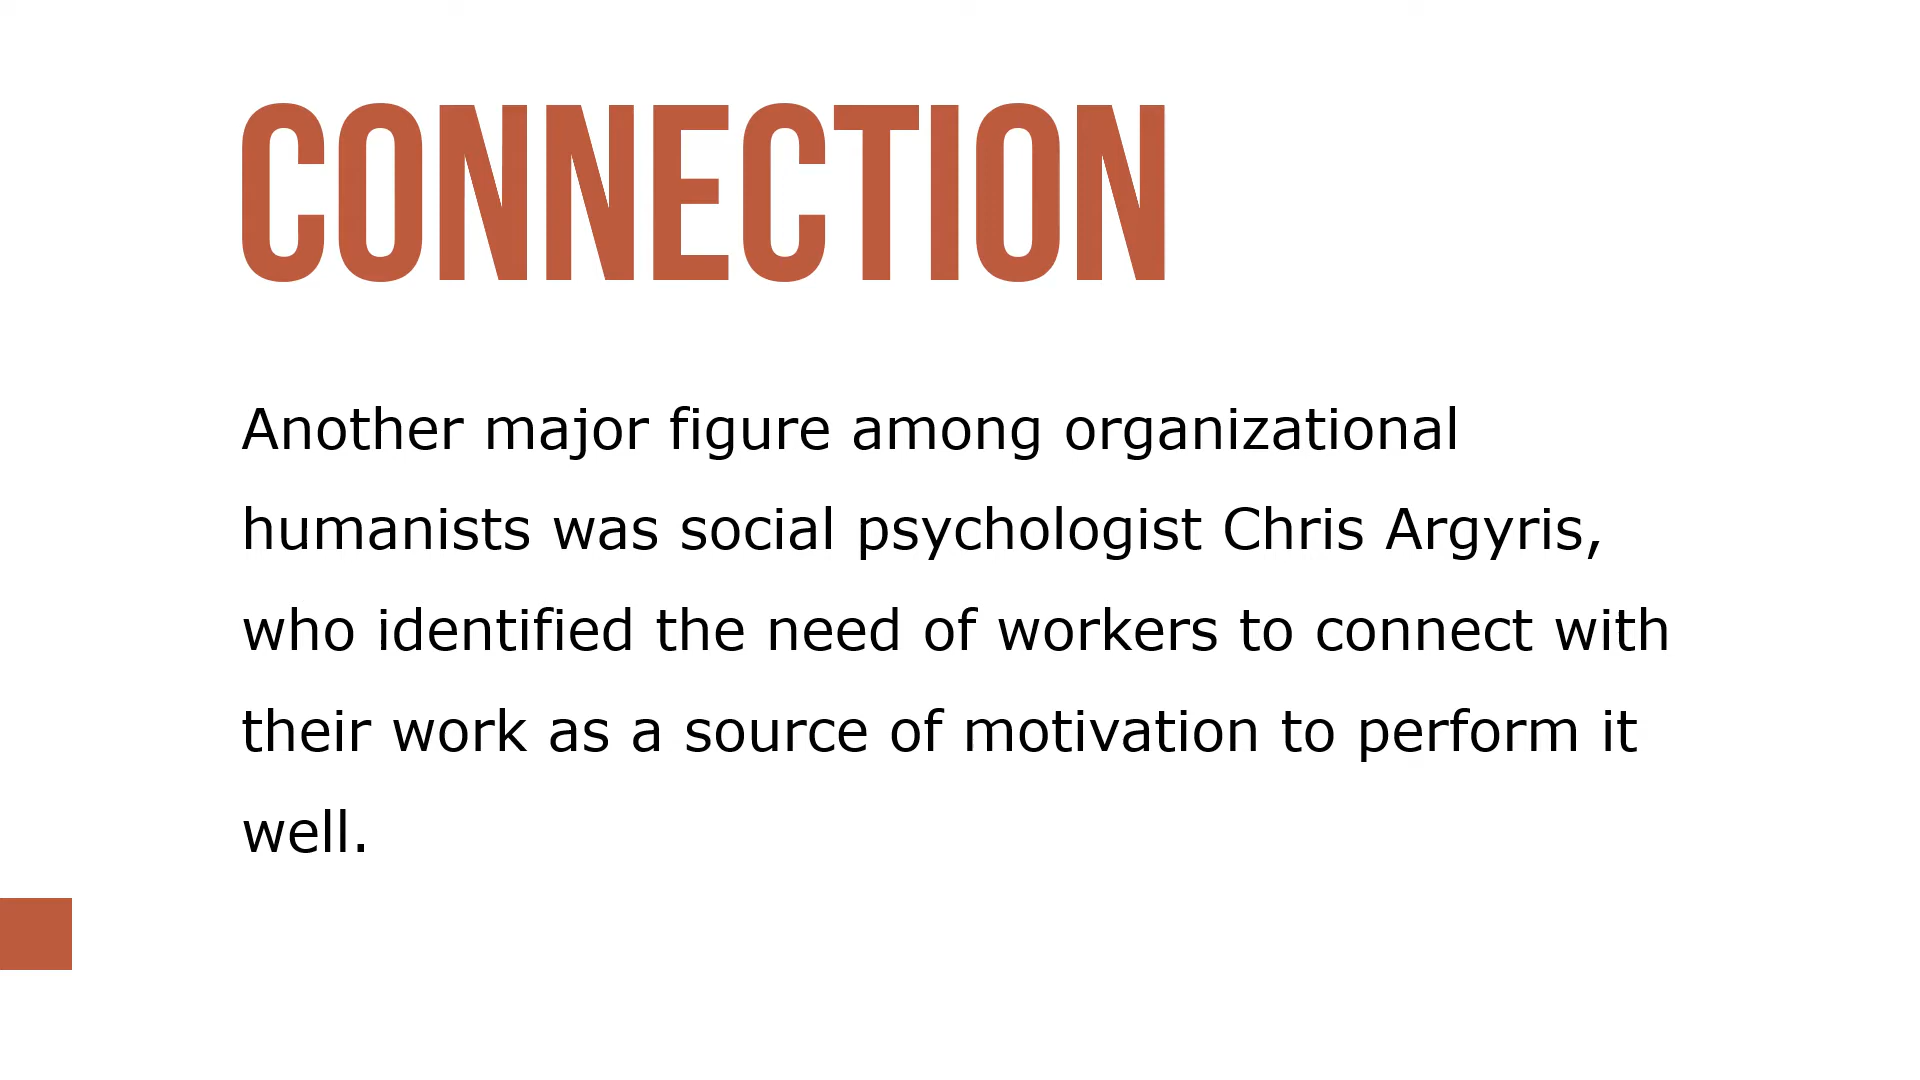 CONNECTION
Another major figure among organizational
humanists was social psychologist Chris Argyris,
who identified the need of workers to connect with
their work as a source of motivation to perform it
well.